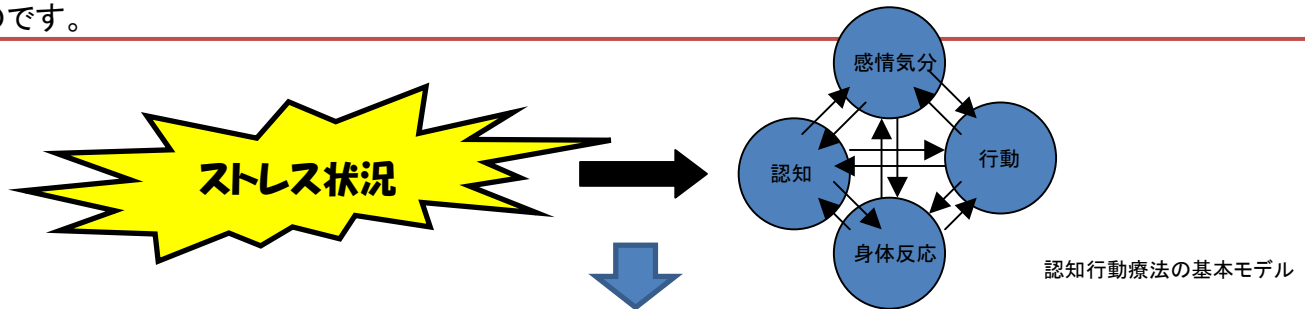 のです。
感情気分
ストレス状況
認知
行動
身体反応
認知行動療法の基本モデル